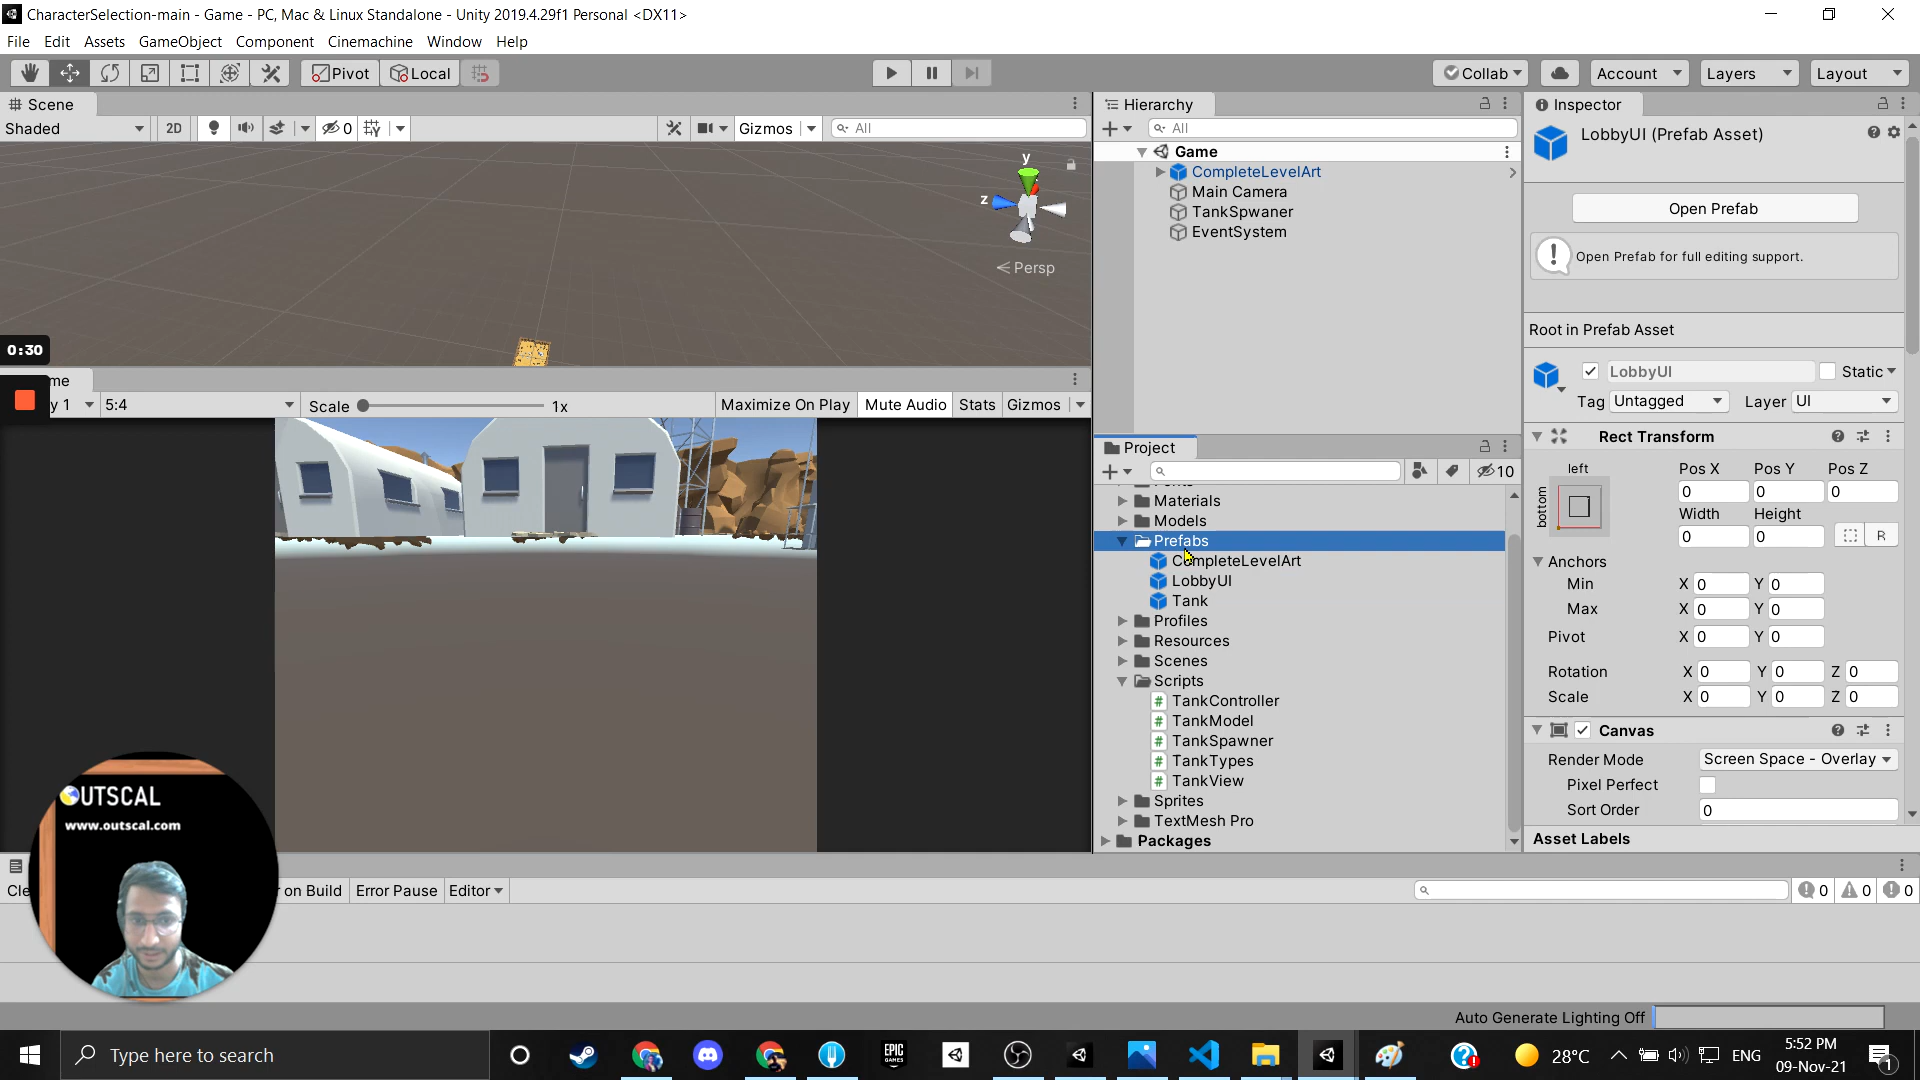 CharacterSelection-main - Game - PC, Mac & Linux Standalone - Unity 2019.4.29f1 Personal <DX11>
File Edit Assets GameObject Component Cinemachine Window Help
Pivot Local Collab Account Layers Layout
Scene
Shaded 2D 0 Gizmos All
y
z
Persp
0:30
me
y 1 5:4 Scale 1x Maximize On Play Mute Audio Stats Gizmos
Hierarchy
All
Game
CompleteLevelArt
Main Camera
TankSpwaner
EventSystem
Project
10
Materials
Models
Prefabs
CompleteLevelArt
LobbyUI
Tank
Profiles
Resources
Scenes
Scripts
TankController
TankModel
TankSpawner
TankTypes
TankView
Sprites
TextMesh Pro
Packages
Inspector
LobbyUI (Prefab Asset)
Open Prefab
Open Prefab for full editing support.
Root in Prefab Asset
LobbyUI Static
Tag Untagged Layer UI
Rect Transform
left
bottom
Pos X Pos Y Pos Z
0 0 0
Width Height
0 0 R
Anchors
Min X 0 Y 0
Max X 0 Y 0
Pivot X 0 Y 0
Rotation X 0 Y 0 Z 0
Scale X 0 Y 0 Z 0
Canvas
Render Mode Screen Space - Overlay
Pixel Perfect
Sort Order 0
Asset Labels
Cle r on Build Error Pause Editor 0 0 0
OUTSCAL
www.outscal.com
Auto Generate Lighting Off
Type here to search
EPIC GAMES
28°C ENG
5:52 PM
09-Nov-21
1